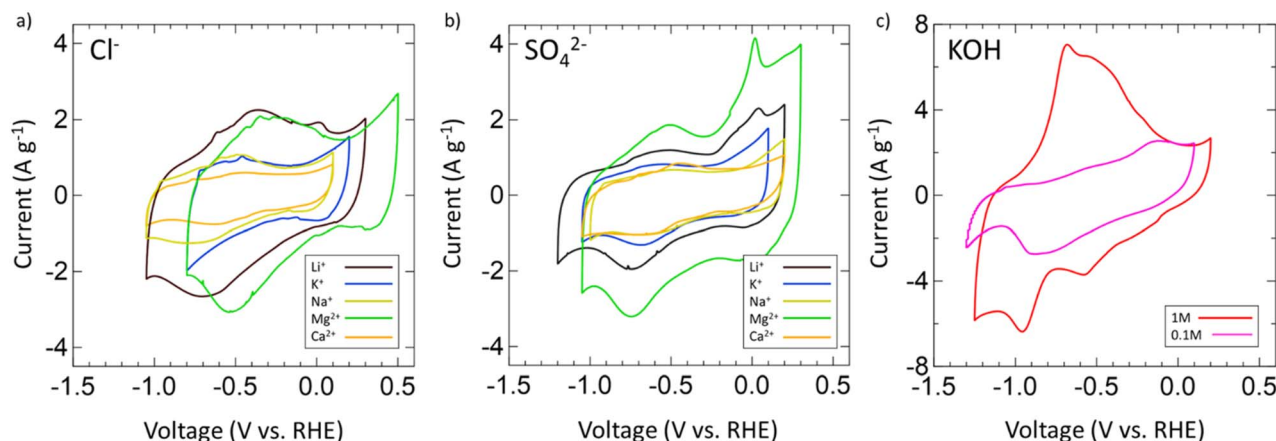 a)
Cl⁻
Current (A g⁻¹)
4
2
0
-2
-4
-1.5
-1.0
-0.5
0.0
0.5
Voltage (V vs. RHE)
Li⁺
K⁺
Na⁺
Mg²⁺
Ca²⁺
b)
SO₄²⁻
Current (A g⁻¹)
4
2
0
-2
-4
-1.5
-1.0
-0.5
0.0
0.5
Voltage (V vs. RHE)
Li⁺
K⁺
Na⁺
Mg²⁺
Ca²⁺
c)
KOH
Current (A g⁻¹)
8
4
0
-4
-8
-1.5
-1.0
-0.5
0.0
0.5
Voltage (V vs. RHE)
1M
0.1M